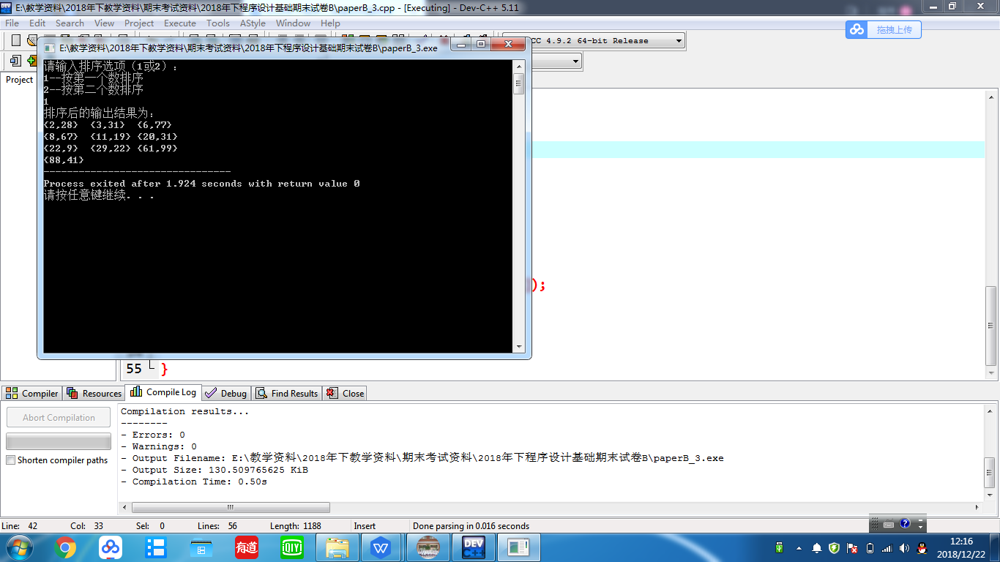 E:\教学资料\2018年下教学资料\期末考试资料\2018年下程序设计基础期末试卷B\paperB_3.cpp - [Executing] - Dev-C++ 5.11
File Edit Search View Project Execute Tools AStyle Window Help
拖拽上传
CC 4.9.2 64-bit Release
E:\教学资料\2018年下教学资料\期末考试资料\2018年下程序设计基础期末试卷B\paperB_3.exe
Project
请输入排序选项（1或2）：
1--按第一个数排序
2--按第二个数排序
1
排序后的输出结果为：
{2,28} {3,31} {6,77}
{8,67} {11,19} {20,31}
{22,9} {29,22} {61,99}
{88,41}
--------------------------------
Process exited after 1.924 seconds with return value 0
请按任意键继续. . .
);
55 }
Compiler Resources Compile Log Debug Find Results Close
Abort Compilation
Shorten compiler paths
Compilation results...
--------
- Errors: 0
- Warnings: 0
- Output Filename: E:\教学资料\2018年下教学资料\期末考试资料\2018年下程序设计基础期末试卷B\paperB_3.exe
- Output Size: 130.509765625 KiB
- Compilation Time: 0.50s
Line: 42 Col: 33 Sel: 0 Lines: 56 Length: 1188 Insert Done parsing in 0.016 seconds
有道
QIY
DEV
C++
12:16
2018/12/22